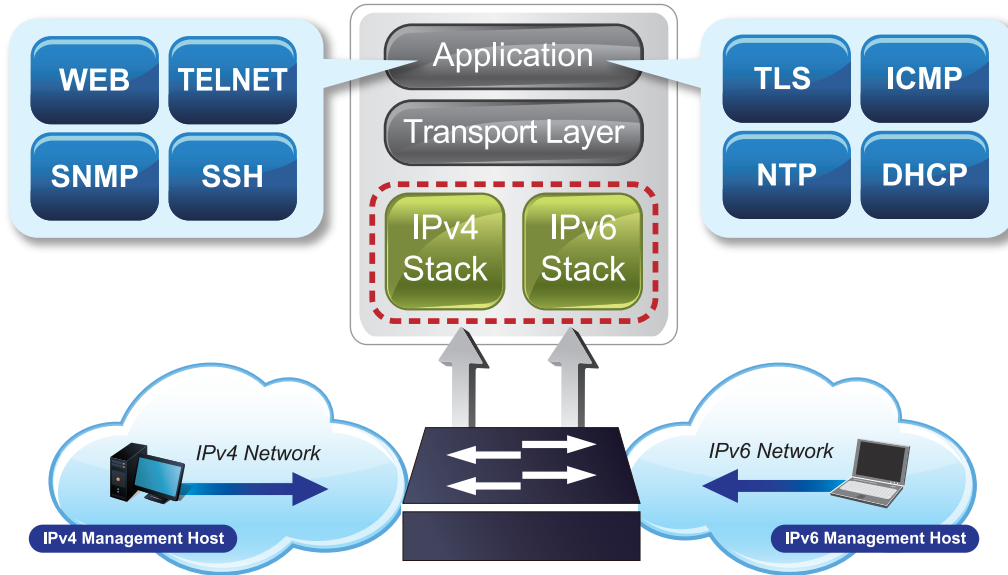 WEB
TELNET
SNMP
SSH
Application
Transport Layer
IPv4
Stack
IPv6
Stack
TLS
ICMP
NTP
DHCP
IPv4 Network
IPv4 Management Host
IPv6 Network
IPv6 Management Host